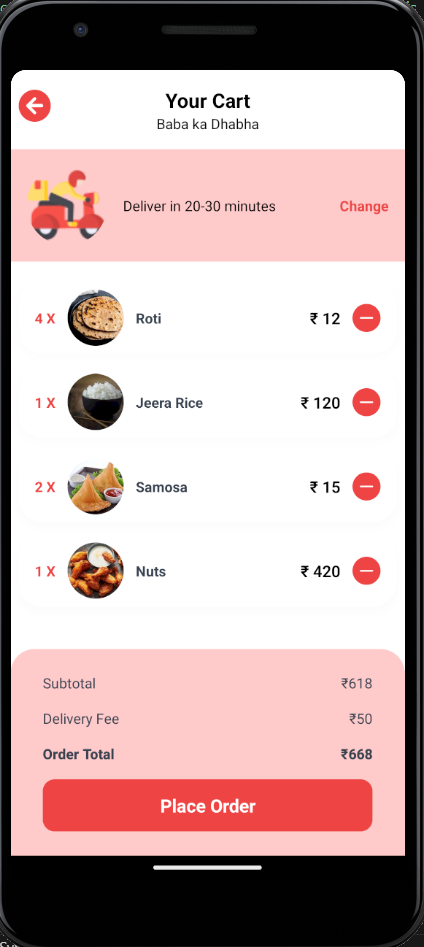 Your Cart
Baba ka Dhabha
Deliver in 20-30 minutes Change
4 X Roti ₹ 12
1 X Jeera Rice ₹ 120
2 X Samosa ₹ 15
1 X Nuts ₹ 420
Subtotal ₹618
Delivery Fee ₹50
Order Total ₹668
Place Order